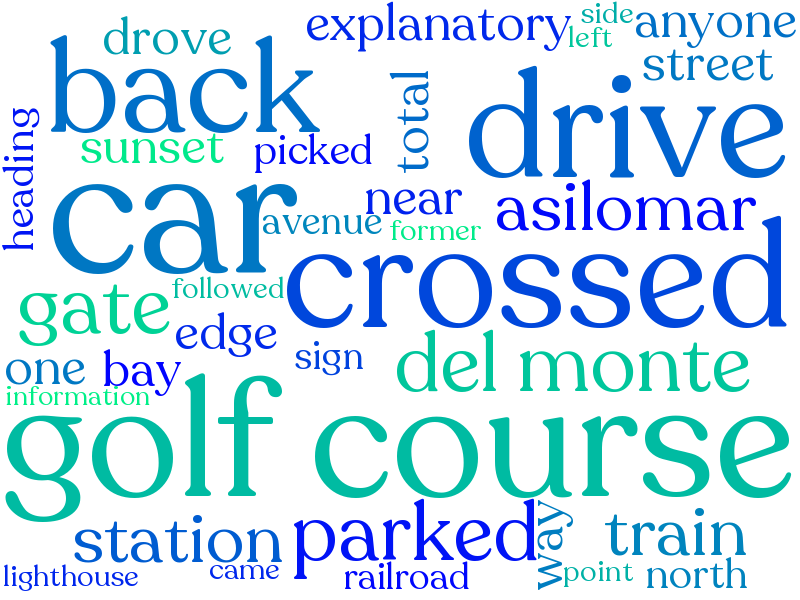 explanatory
side
left
anyone
drove
back
street
drive
total
heading
sunset
picked
car
near
asilomar
avenue
former
crossed
followed
gate
edge
sign
del monte
one
bay
information
golf course
station
parked
way
train
lighthouse
came
railroad
point
north